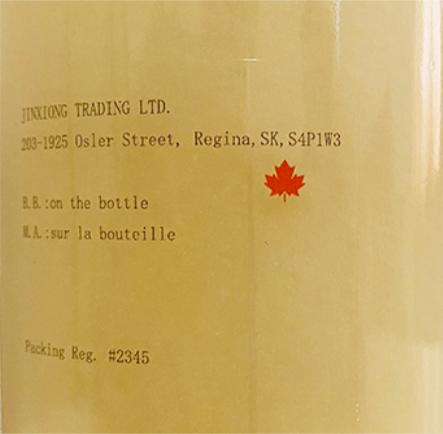 JINXIONG TRADING LTD.
203-1925 Osler Street, Regina, SK, S4P1W3
B.B.:on the bottle
M.A.:sur la bouteille
Packing Reg. #2345